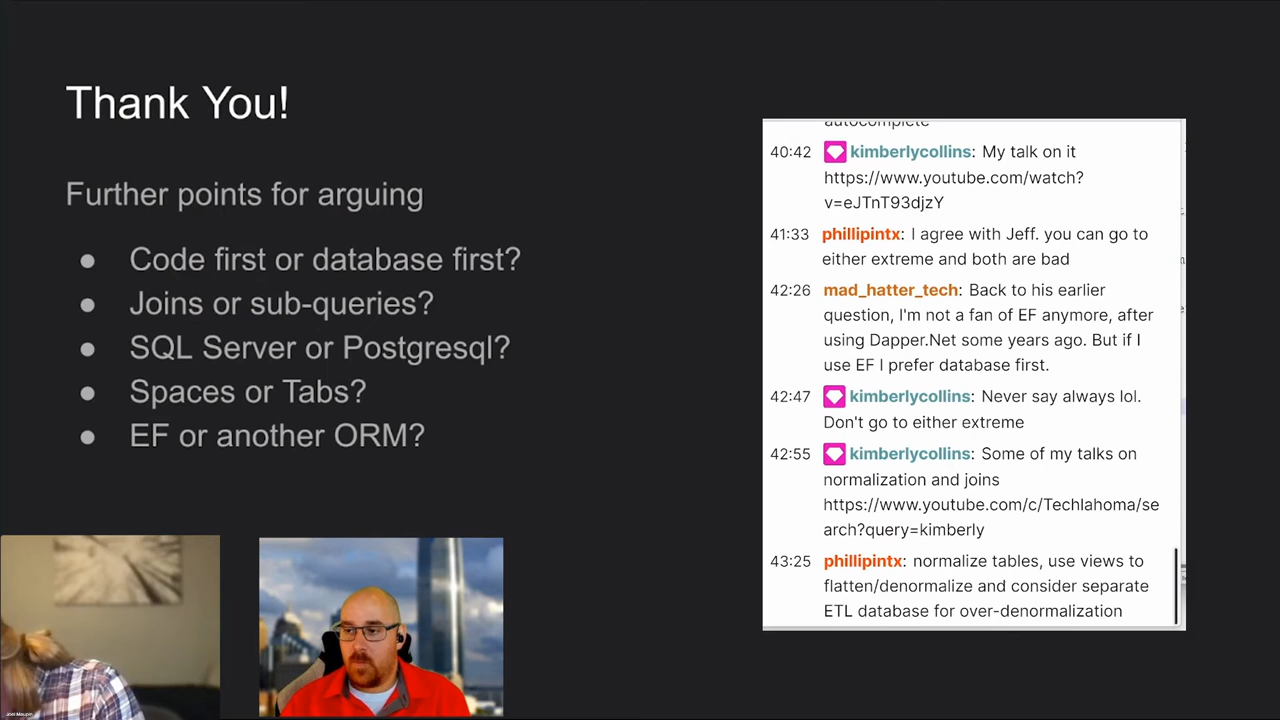 Thank You!
Further points for arguing
● Code first or database first?
● Joins or sub-queries?
● SQL Server or Postgresql?
● Spaces or Tabs?
● EF or another ORM?
autocomplete
40:42 kimberlycollins: My talk on it
https://www.youtube.com/watch?
v=eJTnT93djzY
41:33 phillipintx: I agree with Jeff. you can go to
either extreme and both are bad
42:26 mad_hatter_tech: Back to his earlier
question, I'm not a fan of EF anymore, after
using Dapper.Net some years ago. But if I
use EF I prefer database first.
42:47 kimberlycollins: Never say always lol.
Don't go to either extreme
42:55 kimberlycollins: Some of my talks on
normalization and joins
https://www.youtube.com/c/Techlahoma/se
arch?query=kimberly
43:25 phillipintx: normalize tables, use views to
flatten/denormalize and consider separate
ETL database for over-denormalization
Joel Maupin